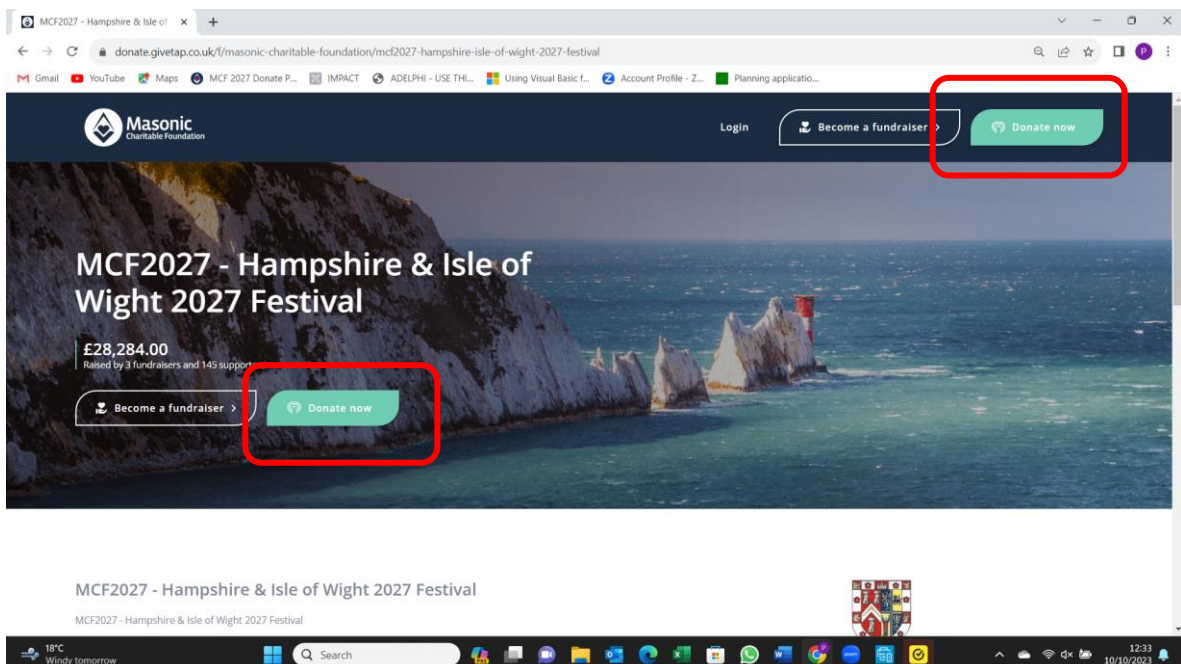 MCF2027 - Hampshire & Isle of
donate.givetap.co.uk/f/masonic-charitable-foundation/mcf2027-hampshire-isle-of-wight-2027-festival
P
Gmail YouTube Maps MCF 2027 Donate P... IMPACT ADELPHI - USE THI... Using Visual Basic f... Account Profile - Z... Planning applicatio...
Masonic
Charitable Foundation
Login Become a fundraiser > Donate now
MCF2027 - Hampshire & Isle of
Wight 2027 Festival
£28,284.00
Raised by 3 fundraisers and 145
Become a fundraiser > Donate now
MCF2027 - Hampshire & Isle of Wight 2027 Festival
MCF2027 - Hampshire & Isle of Wight 2027 Festival
18°C
Windy tomorrow
Search
12:33
10/10/2023